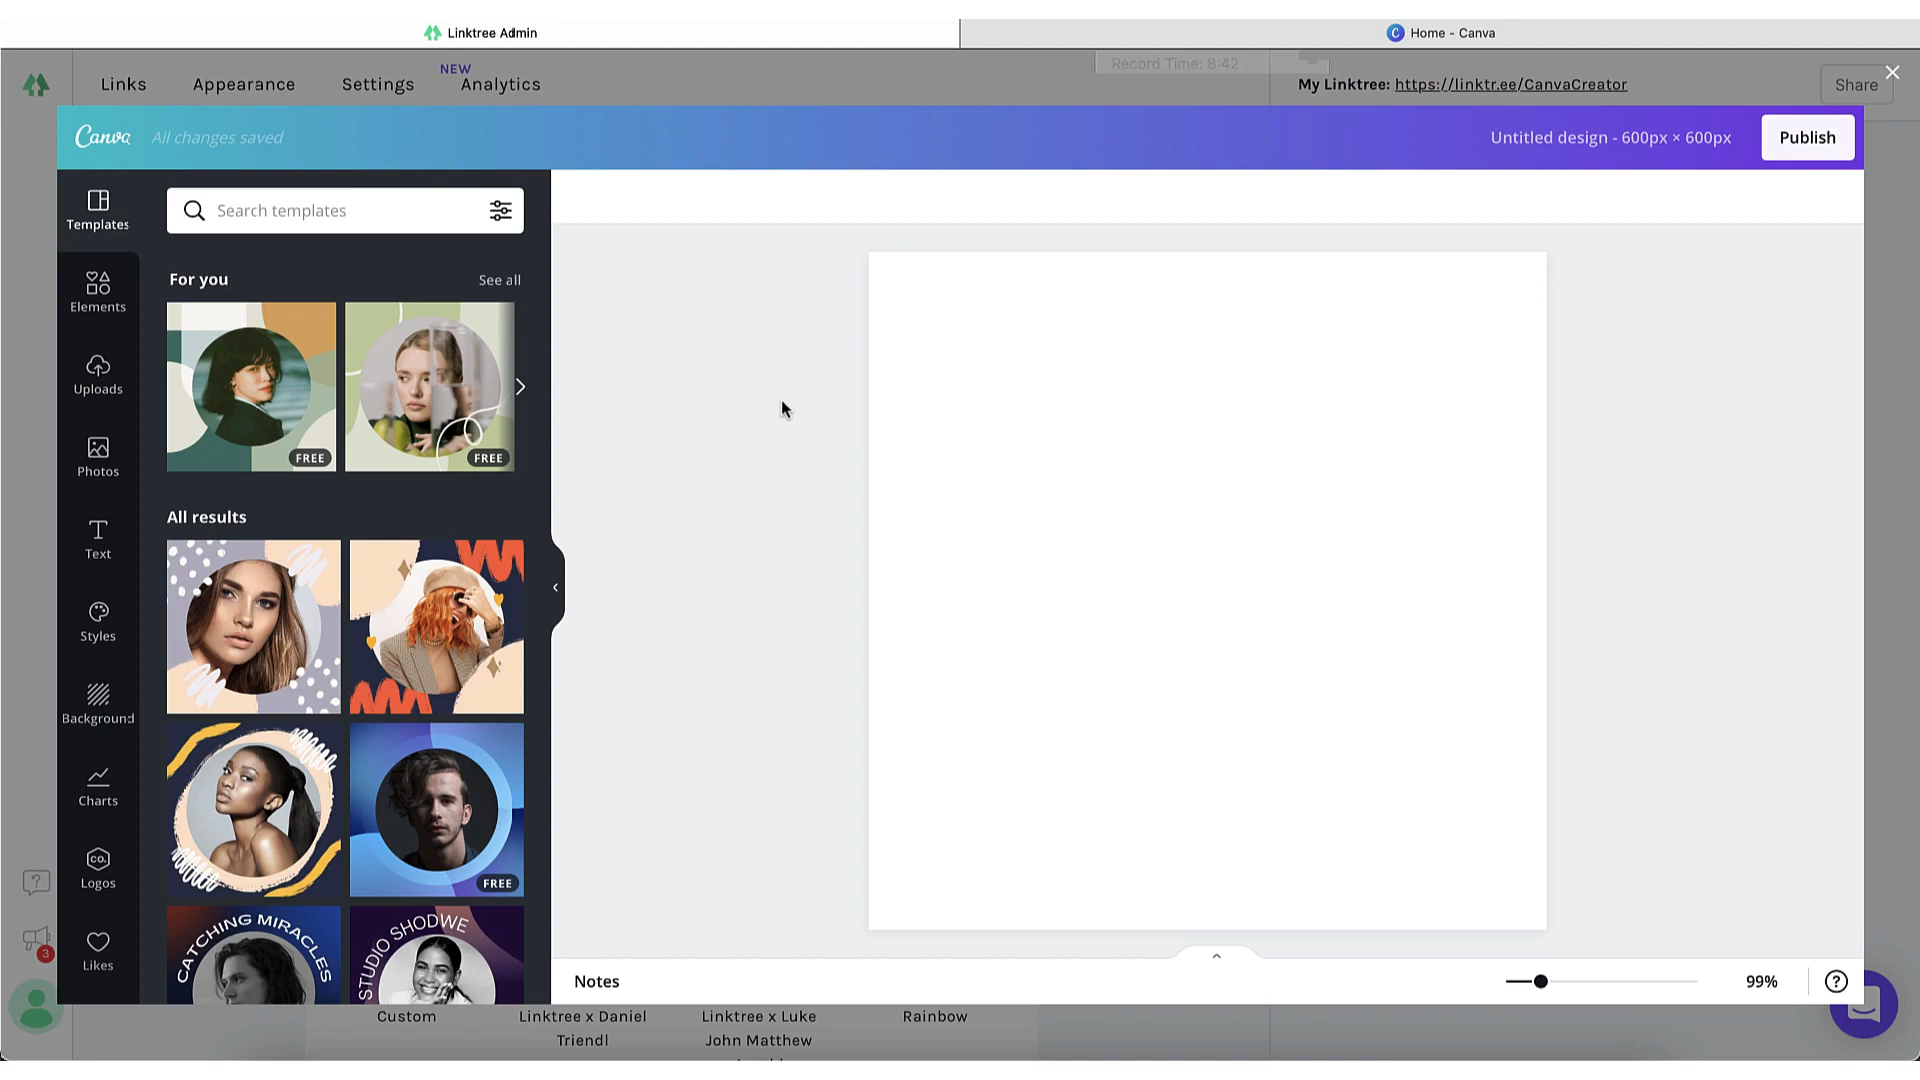 Linktree Admin
Home - Canva
Record Time: 8:42
Links
Appearance
Settings
NEW
Analytics
My Linktree: https://linktr.ee/CanvaCreator
Share
Canva
All changes saved
Untitled design - 600px × 600px
Publish
Templates
Search templates
Elements
For you
See all
Uploads
FREE
FREE
Photos
All results
Text
Styles
Background
Charts
FREE
Logos
CO.
CATCHING MIRACLES
STUDIO SHODWE
Likes
3
Notes
99%
Custom
Linktree x Daniel
Triendl
Linktree x Luke
John Matthew
Rainbow